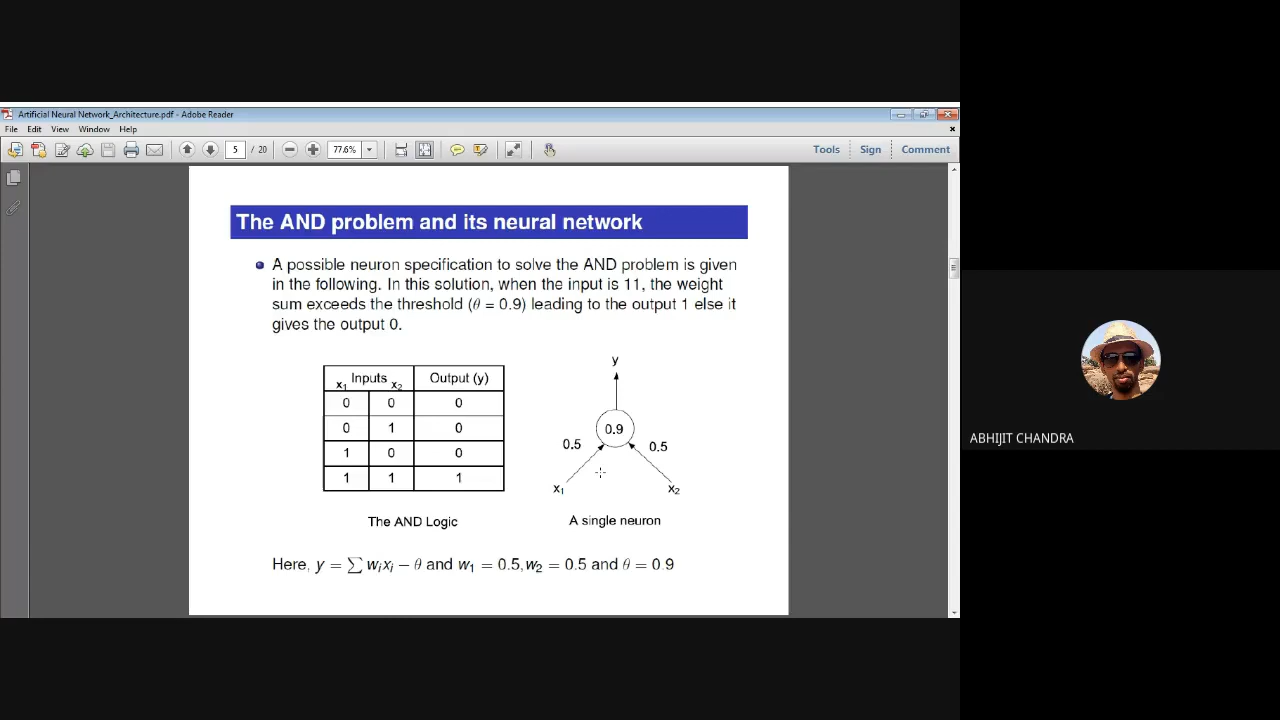 Artificial Neural Network_Architecture.pdf - Adobe Reader
File Edit View Window Help
5 / 20 77.6% Tools Sign Comment
The AND problem and its neural network
A possible neuron specification to solve the AND problem is given
in the following. In this solution, when the input is 11, the weight
sum exceeds the threshold (θ = 0.9) leading to the output 1 else it
gives the output 0.
x₁ Inputs x₂ Output (y)
0 0 0
0 1 0
1 0 0
1 1 1
The AND Logic
y
0.9
0.5 0.5
x₁ x₂
A single neuron
Here, y = ∑ wᵢxᵢ − θ and w₁ = 0.5, w₂ = 0.5 and θ = 0.9
ABHIJIT CHANDRA